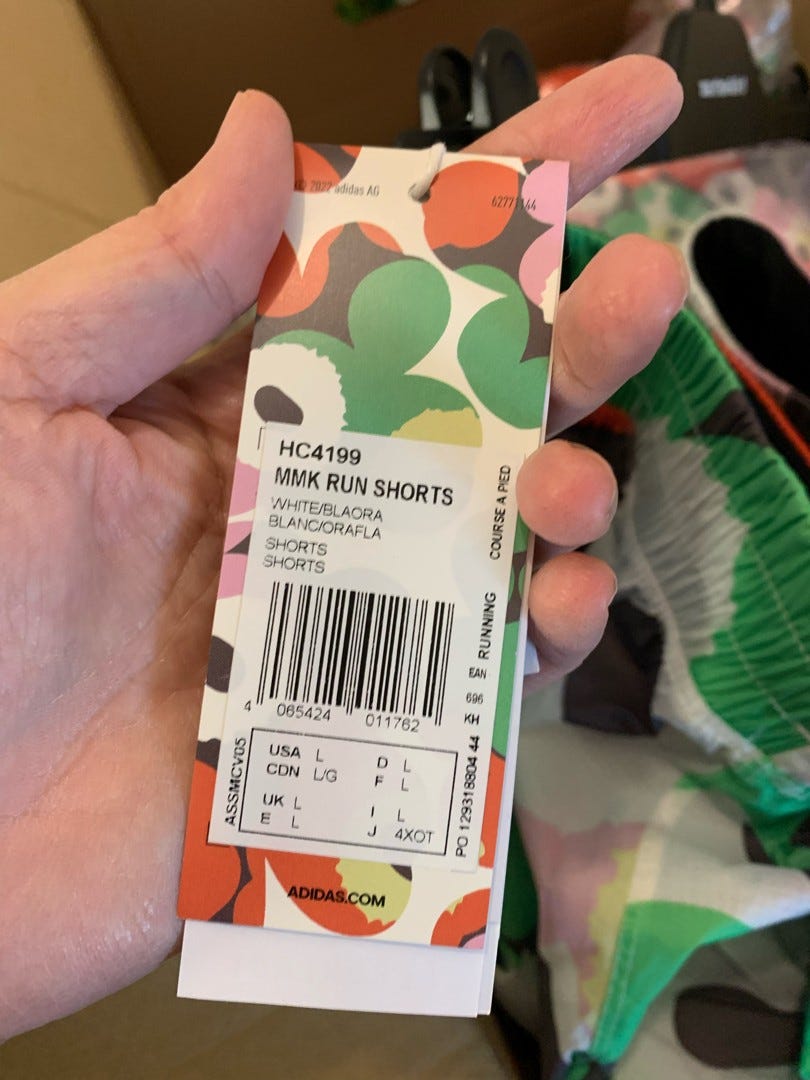 (C) 2022 adidas AG
62771144
HC4199
MMK RUN SHORTS
WHITE/BLAORA
BLANC/ORAFLA
SHORTS
SHORTS
RUNNING COURSE A PIED
4 065424 011762
EAN
696
KH
PO 129318804 44
ASSMCV05
USA L D L
CDN L/G F L
UK L I L
E L J 4XOT
ADIDAS.COM